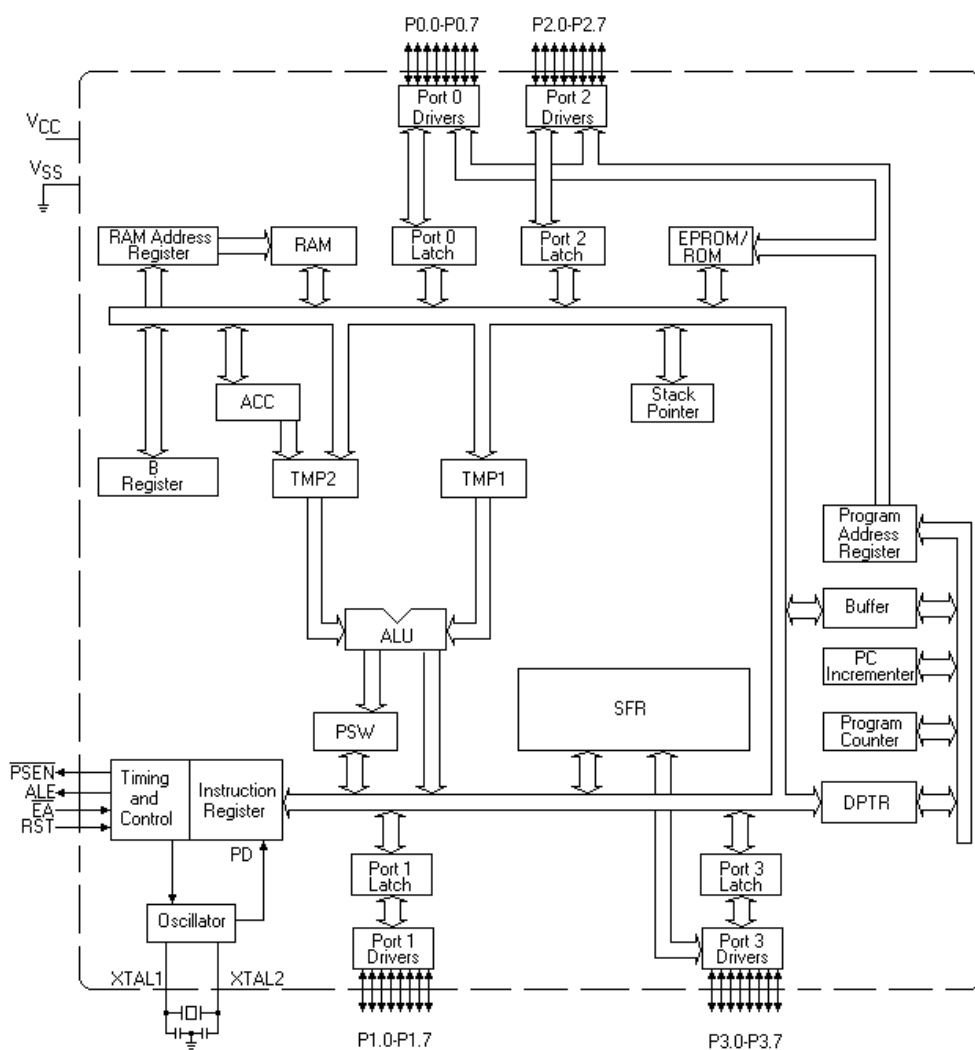 P0.0-P0.7
P2.0-P2.7
Port 0
Drivers
Port 2
Drivers
VCC
VSS
RAM Address
Register
RAM
Port 0
Latch
Port 2
Latch
EPROM/
ROM
ACC
Stack
Pointer
B
Register
TMP2
TMP1
Program
Address
Register
Buffer
ALU
PC
Incrementer
SFR
PSW
Program
Counter
PSEN
ALE
EA
RST
Timing
and
Control
Instruction
Register
DPTR
PD
Port 1
Latch
Port 3
Latch
Oscillator
Port 1
Drivers
Port 3
Drivers
XTAL1
XTAL2
P1.0-P1.7
P3.0-P3.7